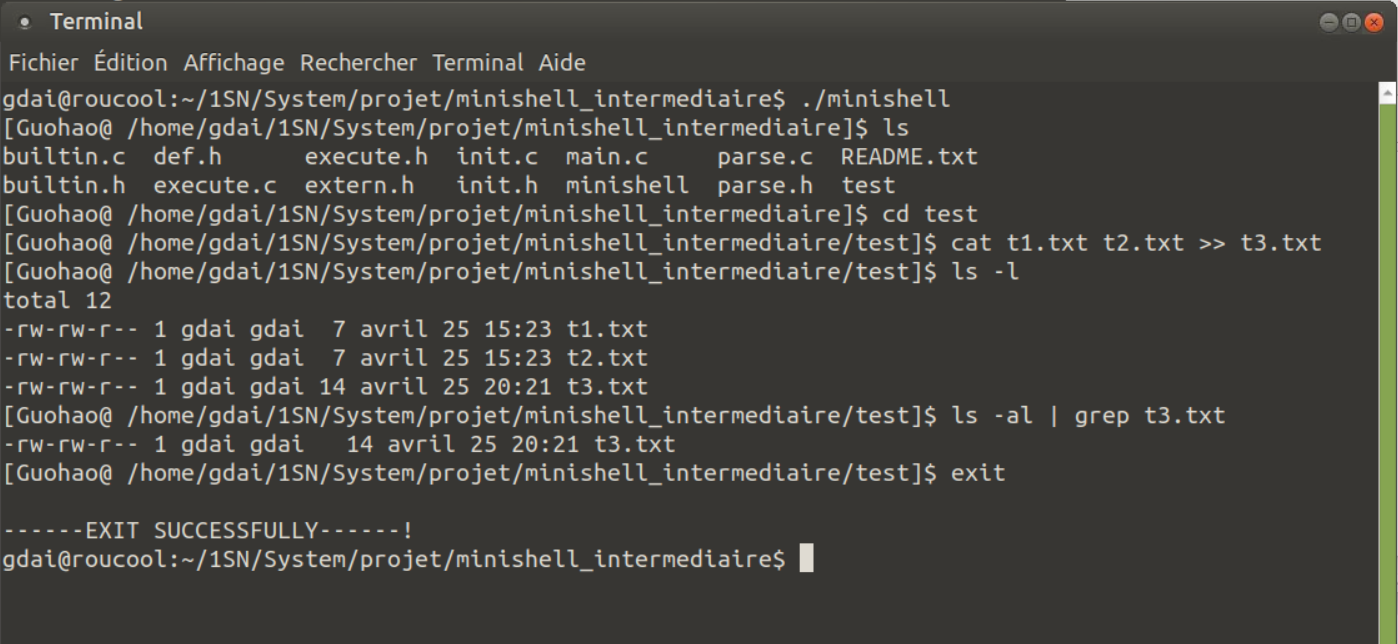 Terminal
Fichier Édition Affichage Rechercher Terminal Aide
gdai@roucool:~/1SN/System/projet/minishell_intermediaire$ ./minishell
[Guohao@ /home/gdai/1SN/System/projet/minishell_intermediaire]$ ls
builtin.c  def.h      execute.h  init.c  main.c     parse.c  README.txt
builtin.h  execute.c  extern.h   init.h  minishell  parse.h  test
[Guohao@ /home/gdai/1SN/System/projet/minishell_intermediaire]$ cd test
[Guohao@ /home/gdai/1SN/System/projet/minishell_intermediaire/test]$ cat t1.txt t2.txt >> t3.txt
[Guohao@ /home/gdai/1SN/System/projet/minishell_intermediaire/test]$ ls -l
total 12
-rw-rw-r-- 1 gdai gdai  7 avril 25 15:23 t1.txt
-rw-rw-r-- 1 gdai gdai  7 avril 25 15:23 t2.txt
-rw-rw-r-- 1 gdai gdai 14 avril 25 20:21 t3.txt
[Guohao@ /home/gdai/1SN/System/projet/minishell_intermediaire/test]$ ls -al | grep t3.txt
-rw-rw-r-- 1 gdai gdai   14 avril 25 20:21 t3.txt
[Guohao@ /home/gdai/1SN/System/projet/minishell_intermediaire/test]$ exit
------EXIT SUCCESSFULLY------!
gdai@roucool:~/1SN/System/projet/minishell_intermediaire$